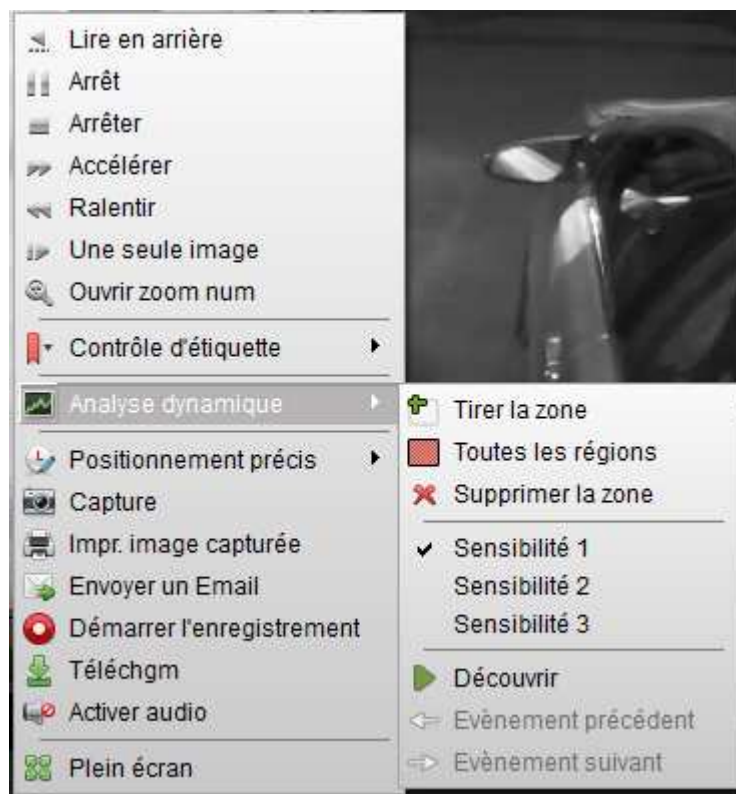 Lire en arrière
Arrêt
Arrêter
Accélérer
Ralentir
Une seule image
Ouvrir zoom num
Contrôle d'étiquette
Analyse dynamique
Positionnement précis
Capture
Impr. image capturée
Envoyer un Email
Démarrer l'enregistrement
Téléchgm
Activer audio
Plein écran
Tirer la zone
Toutes les régions
Supprimer la zone
Sensibilité 1
Sensibilité 2
Sensibilité 3
Découvrir
Evènement précédent
Evènement suivant